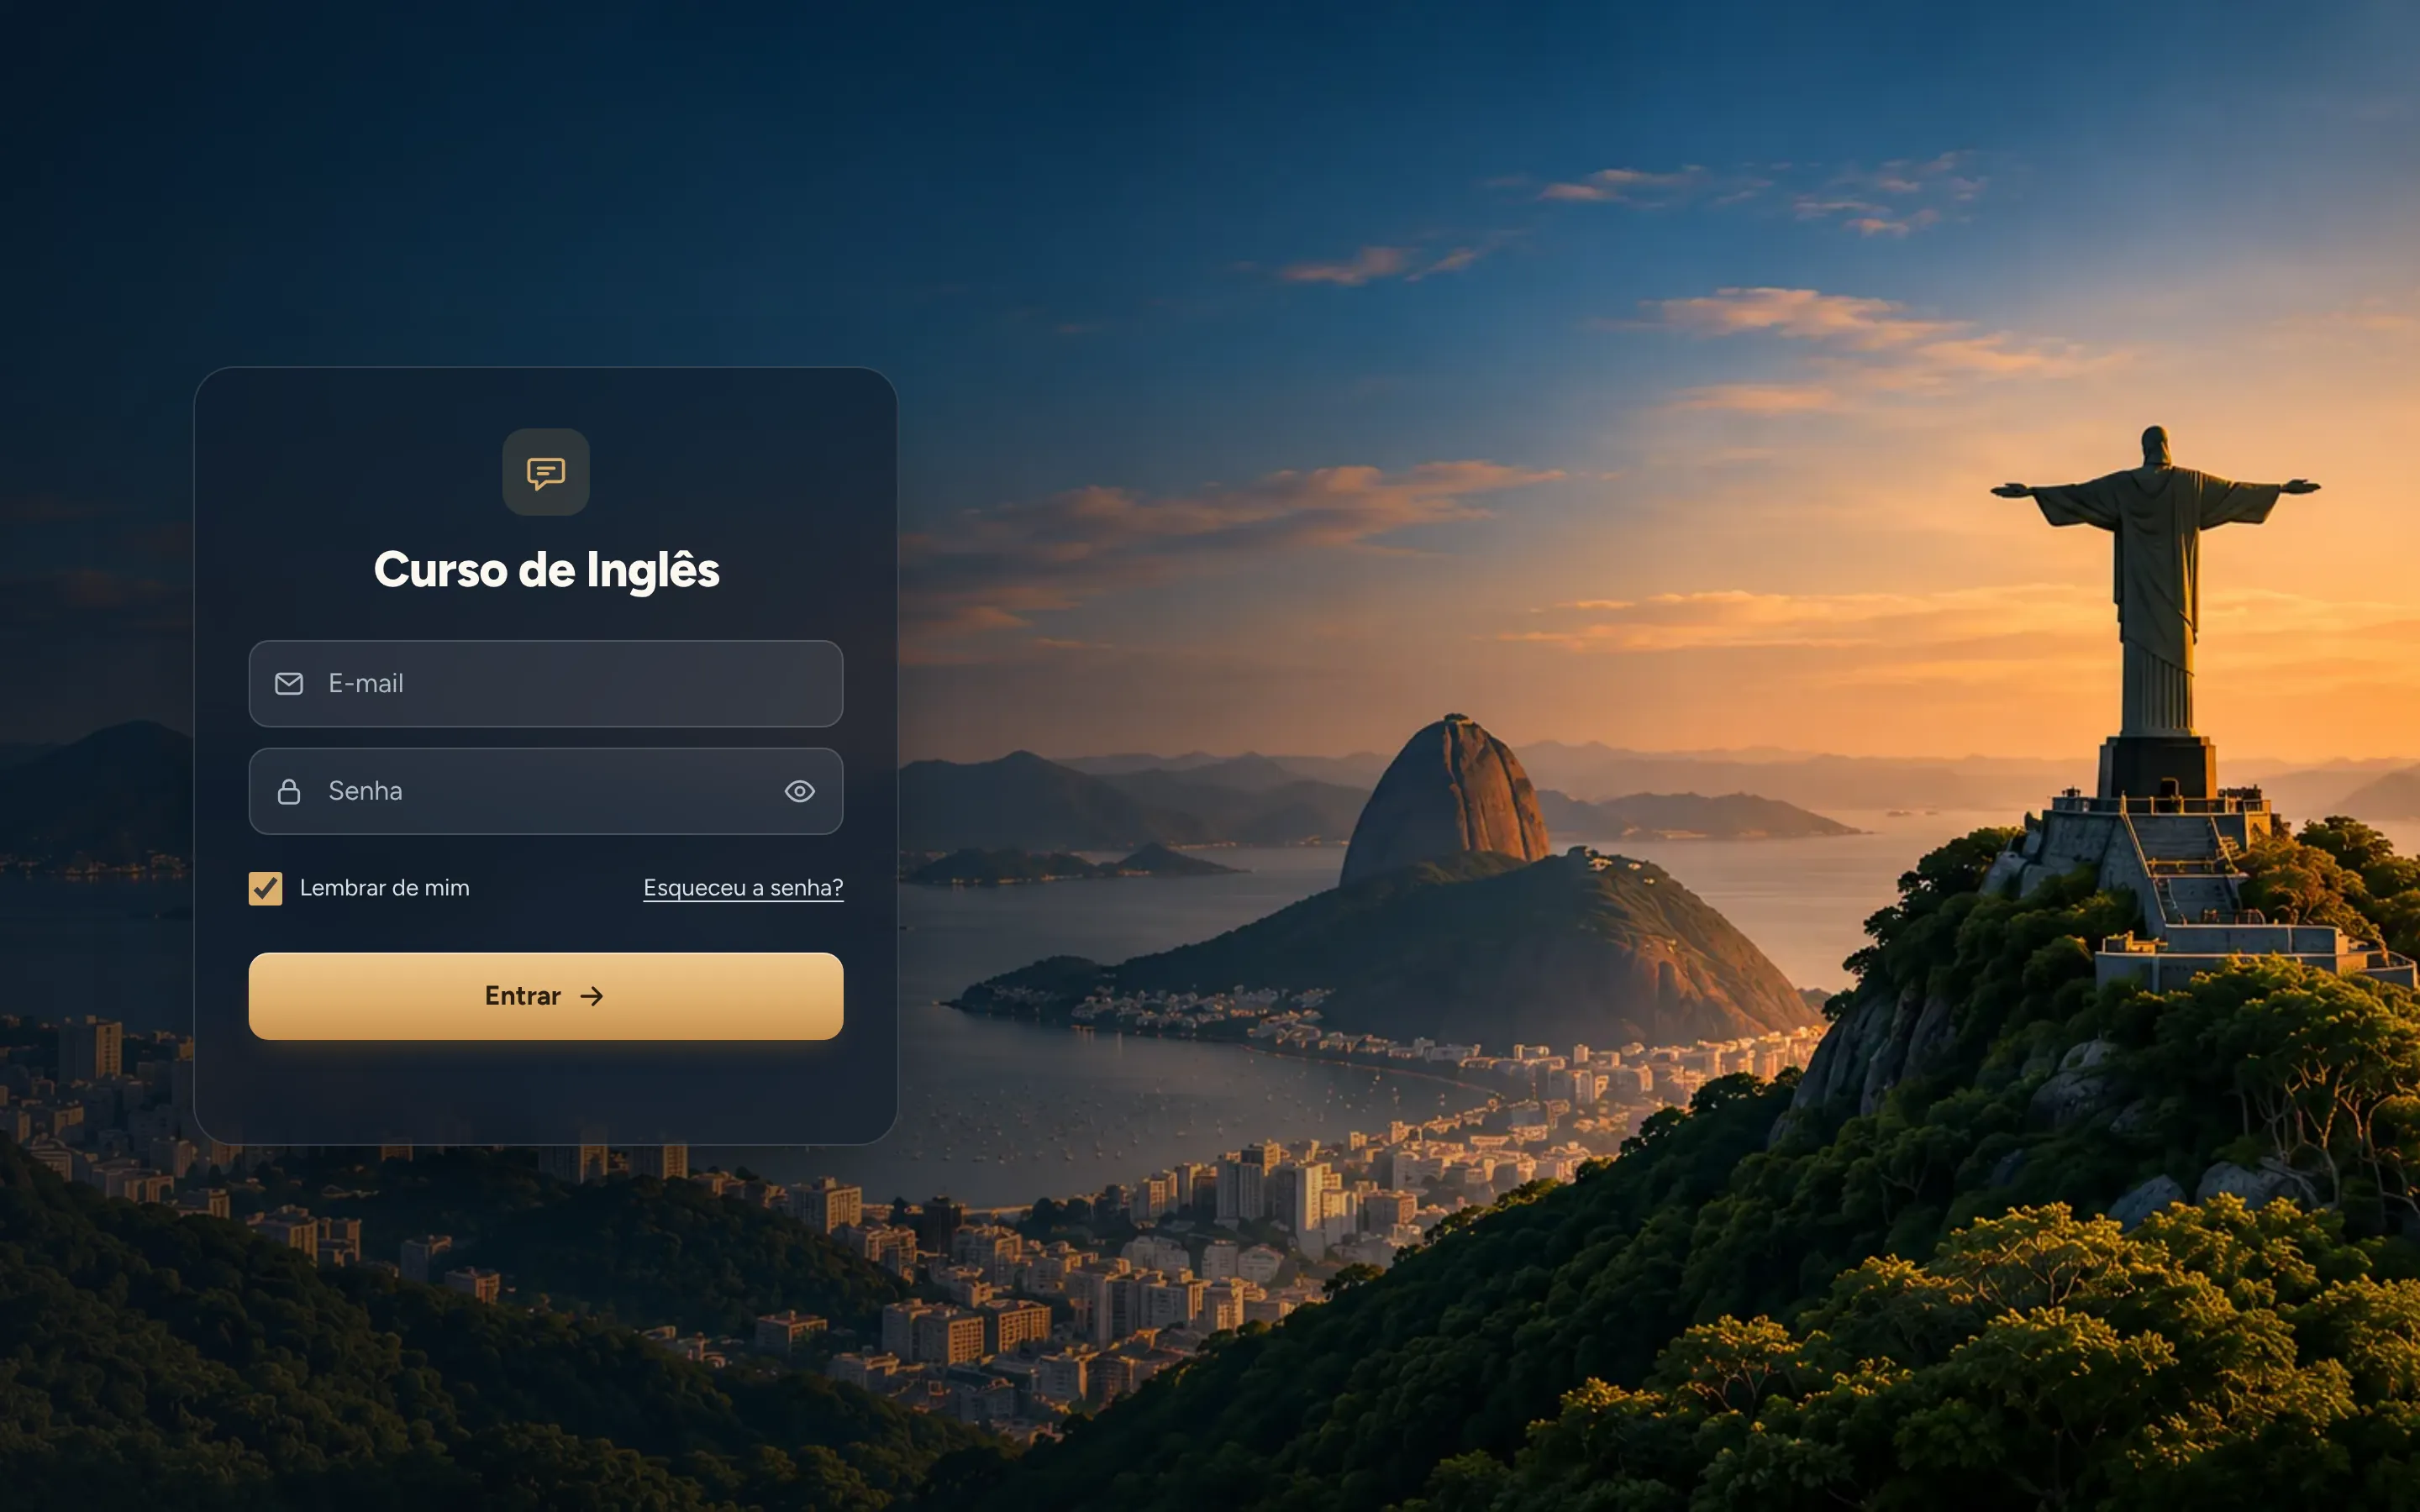 Curso de Inglês
E-mail
Senha
Lembrar de mim
Esqueceu a senha?
Entrar →